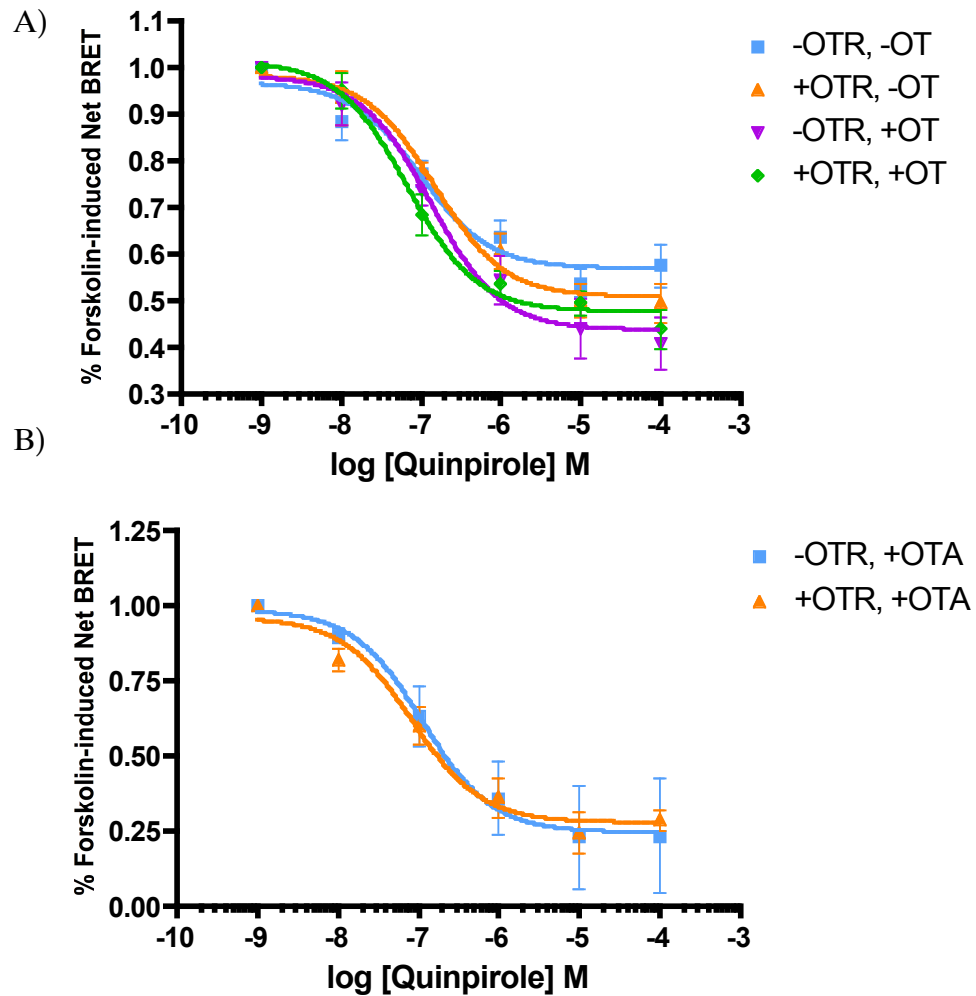 A)
% Forskolin-induced Net BRET
1.1
1.0
0.9
0.8
0.7
0.6
0.5
0.4
0.3
-10 -9 -8 -7 -6 -5 -4 -3
log [Quinpirole] M
-OTR, -OT
+OTR, -OT
-OTR, +OT
+OTR, +OT
B)
% Forskolin-induced Net BRET
1.25
1.00
0.75
0.50
0.25
0.00
-10 -9 -8 -7 -6 -5 -4 -3
log [Quinpirole] M
-OTR, +OTA
+OTR, +OTA